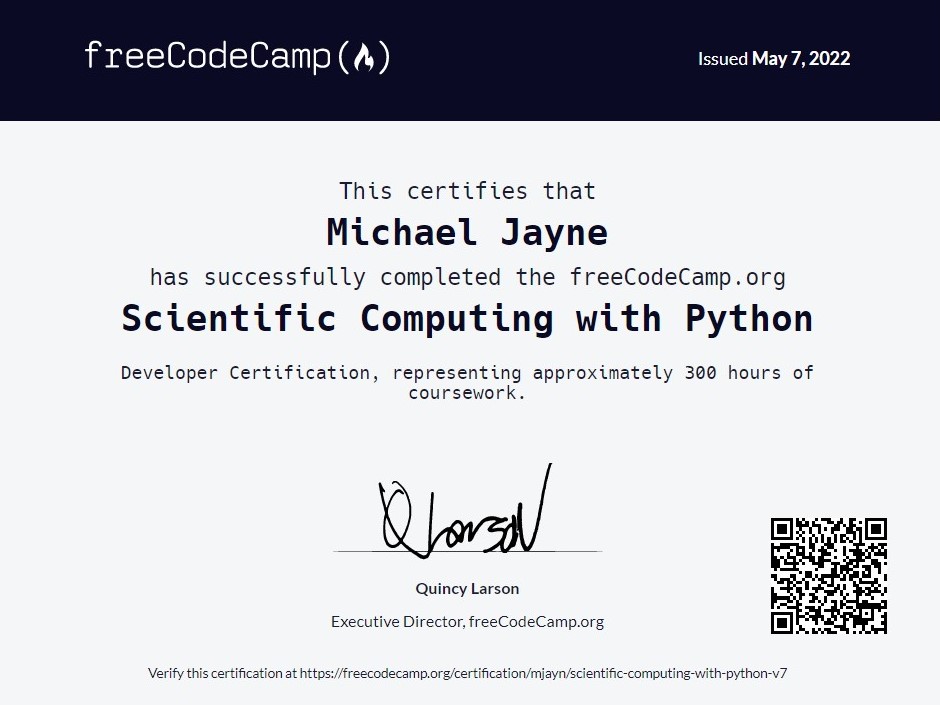 freeCodeCamp
Issued May 7, 2022
This certifies that
Michael Jayne
has successfully completed the freeCodeCamp.org
Scientific Computing with Python
Developer Certification, representing approximately 300 hours of
coursework.
Q Larson
Quincy Larson
Executive Director, freeCodeCamp.org
Verify this certification at https://freecodecamp.org/certification/mjayn/scientific-computing-with-python-v7